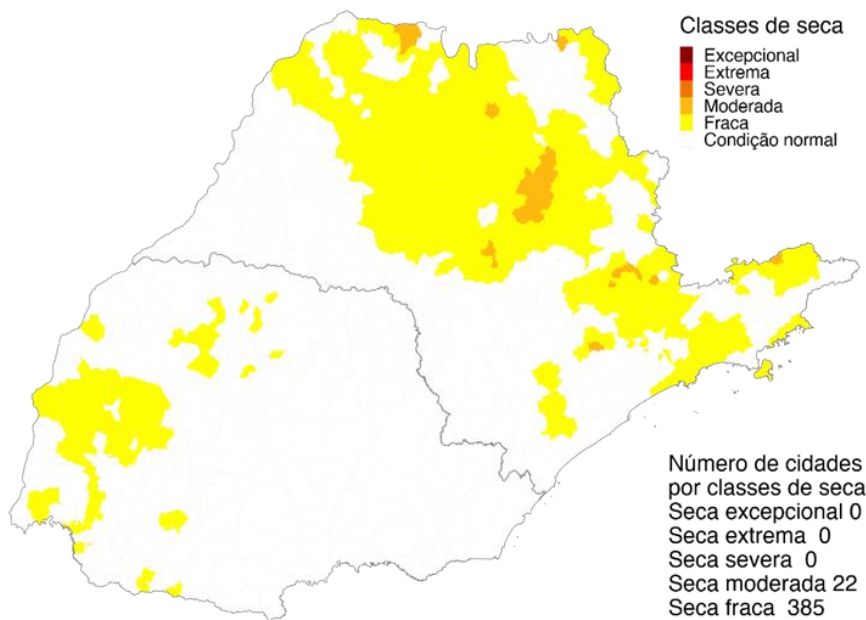 Classes de seca
Excepcional
Extrema
Severa
Moderada
Fraca
Condição normal
Número de cidades
por classes de seca
Seca excepcional 0
Seca extrema 0
Seca severa 0
Seca moderada 22
Seca fraca 385